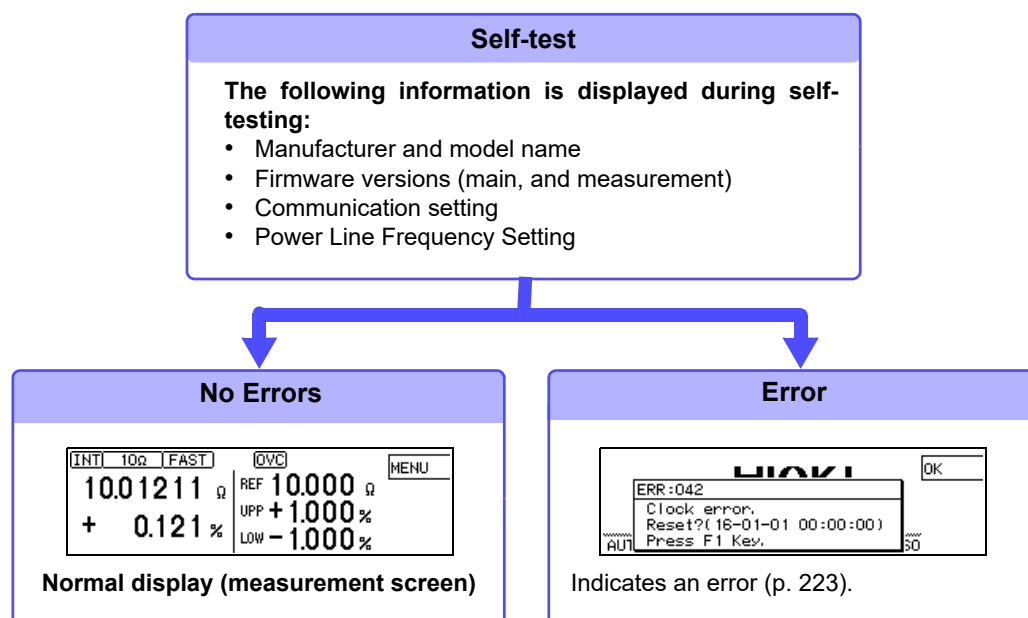 Self-test
The following information is displayed during self-
testing:
• Manufacturer and model name
• Firmware versions (main, and measurement)
• Communication setting
• Power Line Frequency Setting
No Errors
INT 10Ω FAST OVC MENU
10.01211 Ω REF 10.000 Ω
+ 0.121 % UPP + 1.000 %
LOW - 1.000 %
Normal display (measurement screen)
Error
OK
ERR:042
Clock error.
Reset?(16-01-01 00:00:00)
Press F1 Key.
Indicates an error (p. 223).